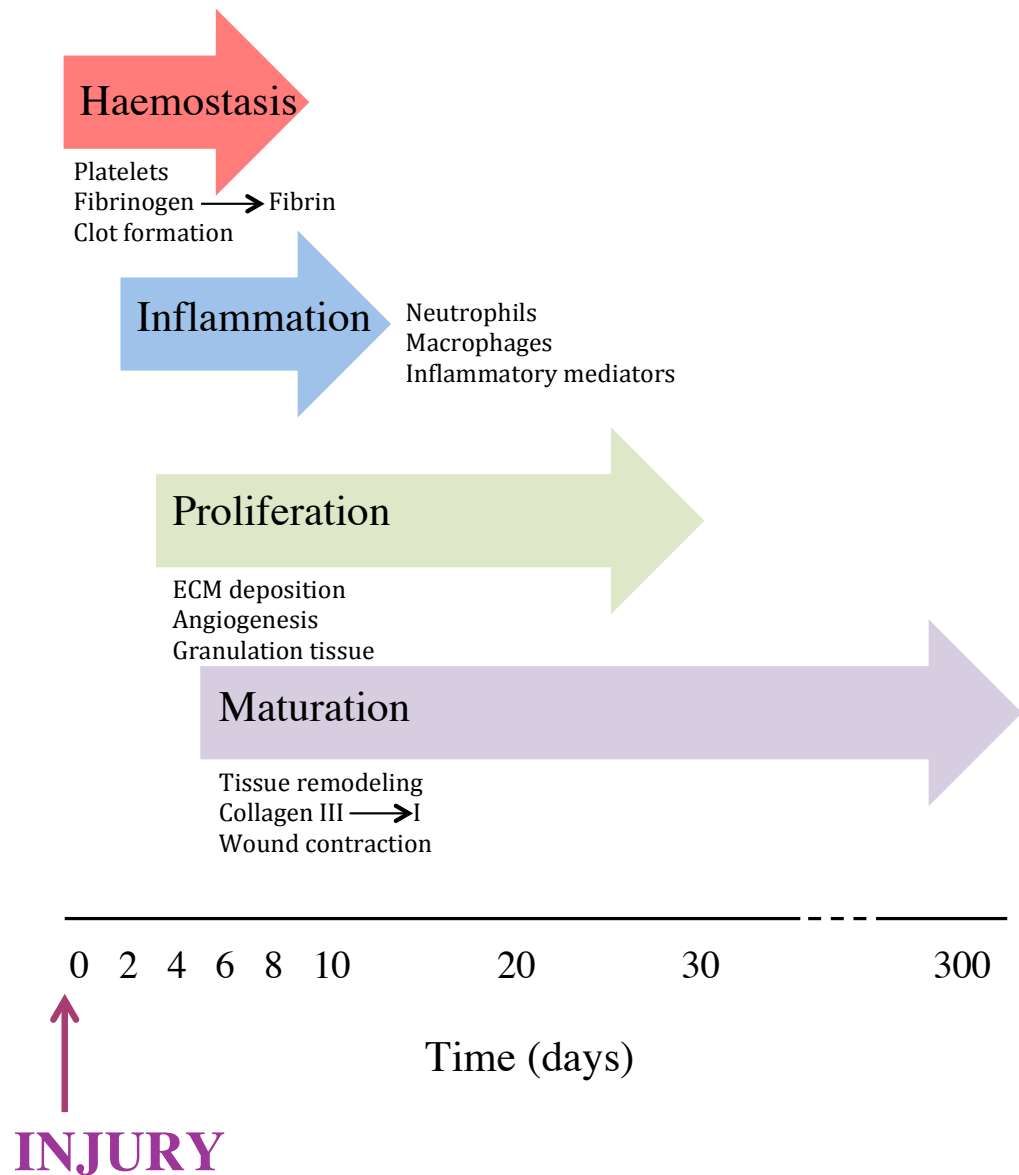 Haemostasis
Platelets
Fibrinogen → Fibrin
Clot formation
Inflammation
Neutrophils
Macrophages
Inflammatory mediators
Proliferation
ECM deposition
Angiogenesis
Granulation tissue
Maturation
Tissue remodeling
Collagen III → I
Wound contraction
0 2 4 6 8 10 20 30 300
Time (days)
INJURY